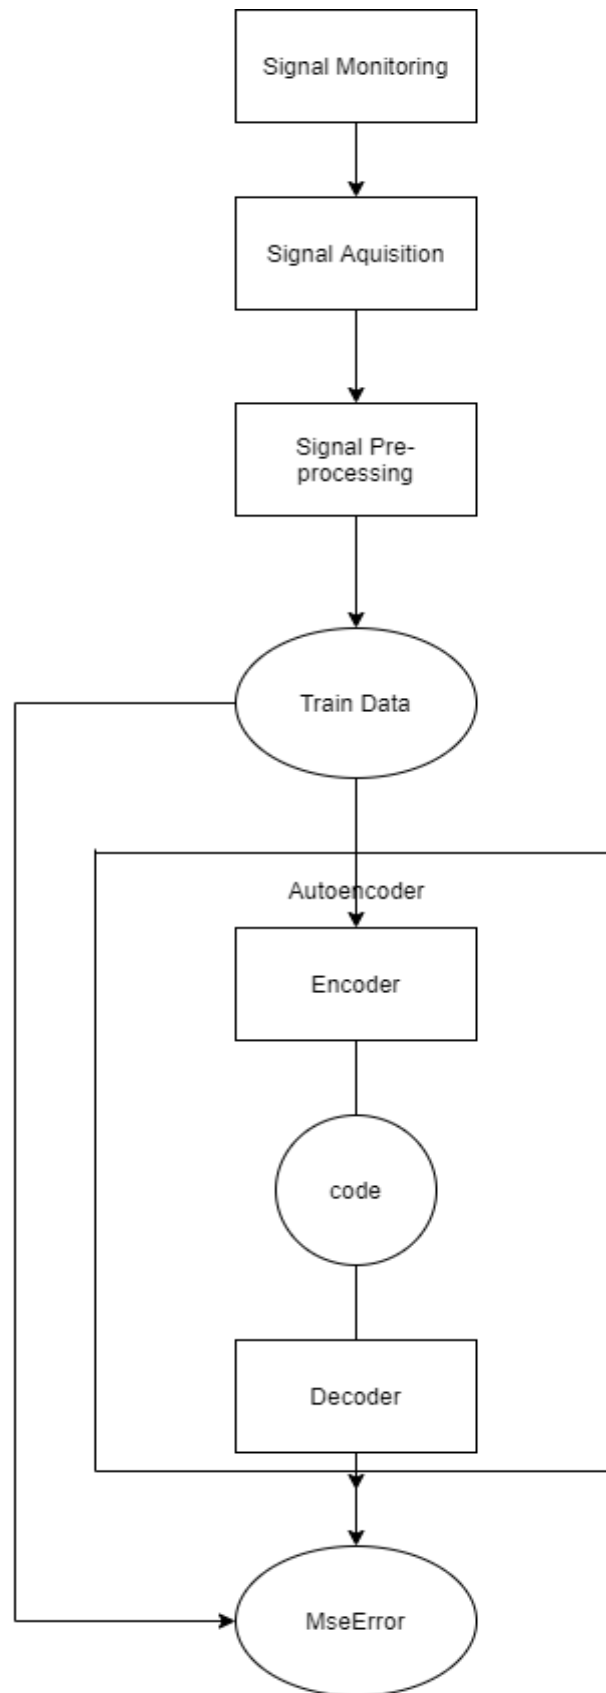 Signal Monitoring
Signal Aquisition
Signal Pre-
processing
Train Data
Autoencoder
Encoder
code
Decoder
MseError